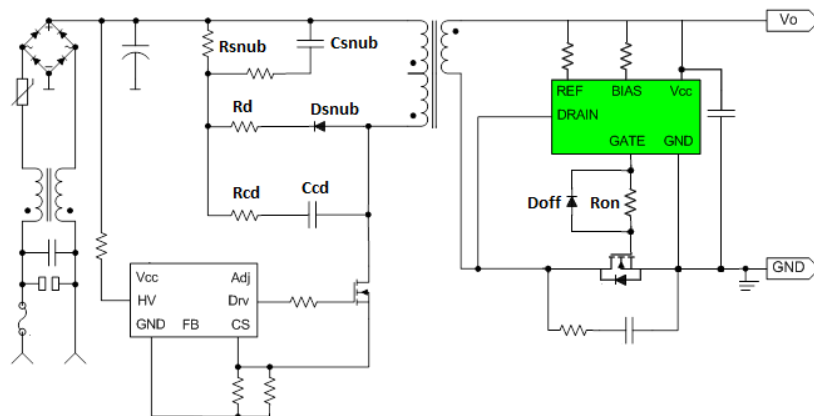 Vo
Rsnub
Csnub
REF
BIAS
Vcc
Rd
Dsnub
DRAIN
GATE
GND
Rcd
Ccd
Doff
Ron
Vcc
Adj
HV
Drv
GND
FB
CS
GND